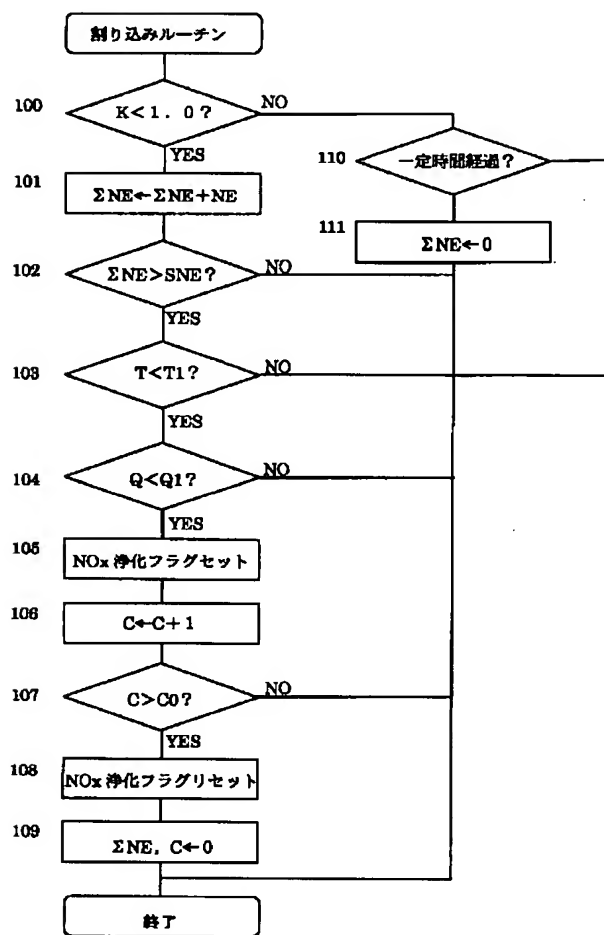 割り込みルーチン
100
K<1.0?
NO
YES
110
一定時間経過?
101
ΣNE←ΣNE+NE
111
ΣNE←0
102
ΣNE>SNE?
NO
YES
103
T<T1?
NO
YES
104
Q<Q1?
NO
YES
105
NOx浄化フラグセット
106
C←C+1
107
C>C0?
NO
YES
108
NOx浄化フラグリセット
109
ΣNE, C←0
終了